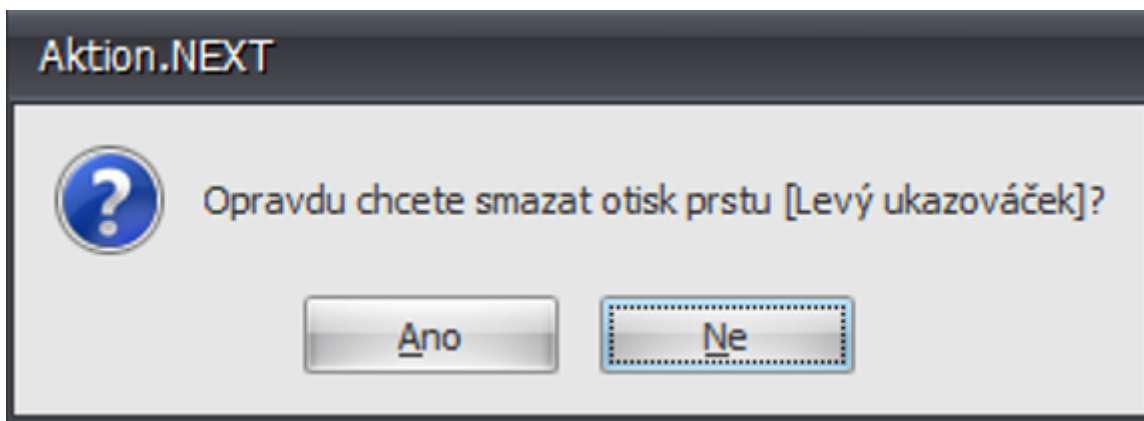 Aktion.NEXT
Opravdu chcete smazat otisk prstu [Levý ukazováček]?
Ano
Ne